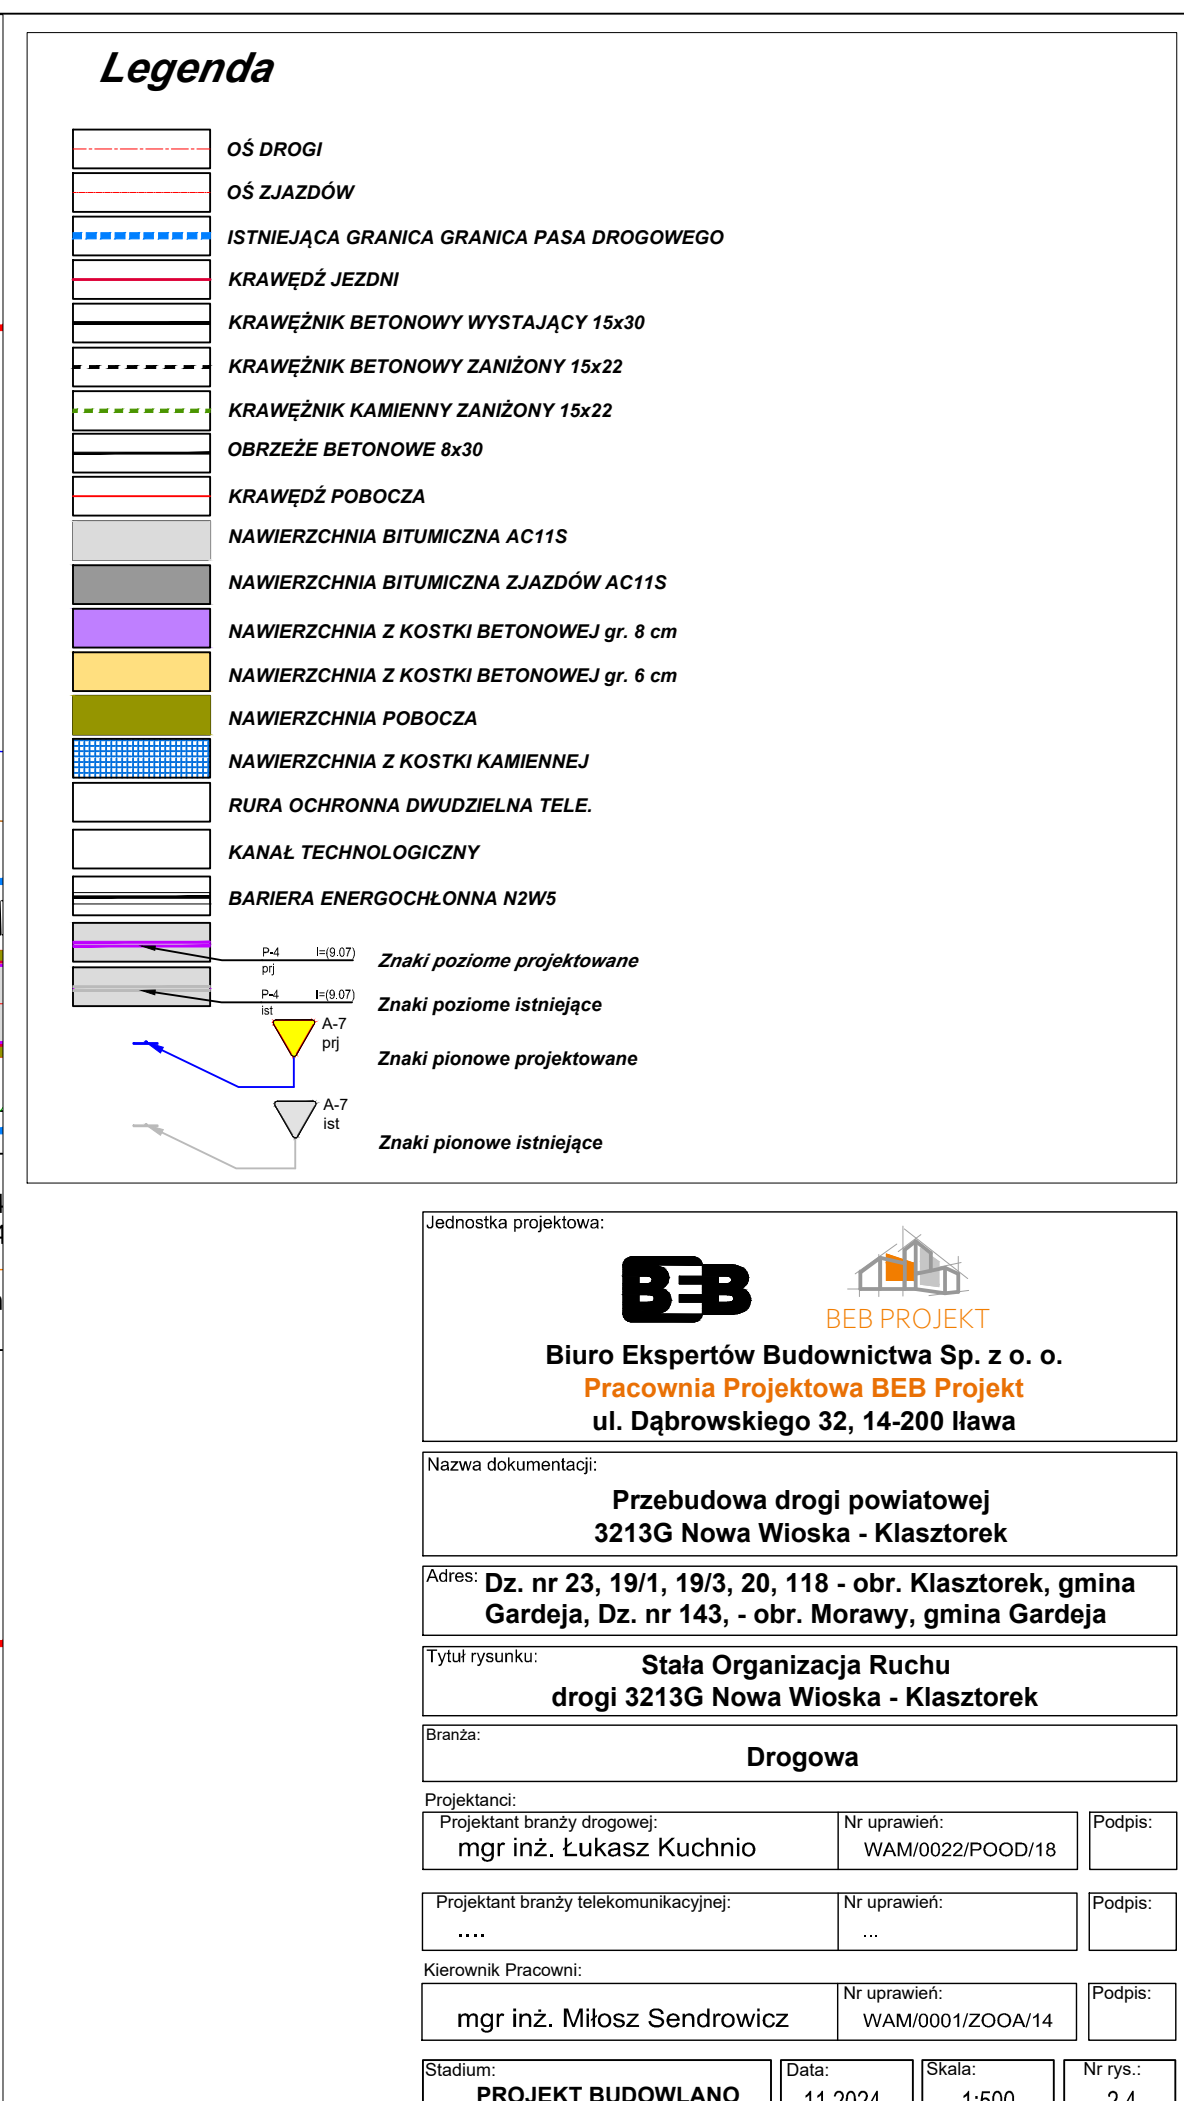 Legenda
OŚ DROGI
OŚ ZJAZDÓW
ISTNIEJĄCA GRANICA GRANICA PASA DROGOWEGO
KRAWĘDŹ JEZDNI
KRAWĘŻNIK BETONOWY WYSTAJĄCY 15x30
KRAWĘŻNIK BETONOWY ZANIŻONY 15x22
KRAWĘŻNIK KAMIENNY ZANIŻONY 15x22
OBRZEŻE BETONOWE 8x30
KRAWĘDŹ POBOCZA
NAWIERZCHNIA BITUMICZNA AC11S
NAWIERZCHNIA BITUMICZNA ZJAZDÓW AC11S
NAWIERZCHNIA Z KOSTKI BETONOWEJ gr. 8 cm
NAWIERZCHNIA Z KOSTKI BETONOWEJ gr. 6 cm
NAWIERZCHNIA POBOCZA
NAWIERZCHNIA Z KOSTKI KAMIENNEJ
RURA OCHRONNA DWUDZIELNA TELE.
KANAŁ TECHNOLOGICZNY
BARIERA ENERGOCHŁONNA N2W5
P-4 l=(9.07)
prj
Znaki poziome projektowane
P-4 l=(9.07)
ist
Znaki poziome istniejące
A-7
prj
Znaki pionowe projektowane
A-7
ist
Znaki pionowe istniejące
Jednostka projektowa:
BEB
BEB PROJEKT
Biuro Ekspertów Budownictwa Sp. z o. o.
Pracownia Projektowa BEB Projekt
ul. Dąbrowskiego 32, 14-200 Iława
Nazwa dokumentacji:
Przebudowa drogi powiatowej
3213G Nowa Wioska - Klasztorek
Adres: Dz. nr 23, 19/1, 19/3, 20, 118 - obr. Klasztorek, gmina
Gardeja, Dz. nr 143, - obr. Morawy, gmina Gardeja
Tytuł rysunku: Stała Organizacja Ruchu
drogi 3213G Nowa Wioska - Klasztorek
Branża:
Drogowa
Projektanci:
Projektant branży drogowej: Nr uprawień: Podpis:
mgr inż. Łukasz Kuchnio WAM/0022/POOD/18
Projektant branży telekomunikacyjnej: Nr uprawień: Podpis:
.... ...
Kierownik Pracowni:
Nr uprawień: Podpis:
mgr inż. Miłosz Sendrowicz WAM/0001/ZOOA/14
Stadium: Data: Skala: Nr rys.:
PROJEKT BUDOWLANO 11.2024 1:500 2.4